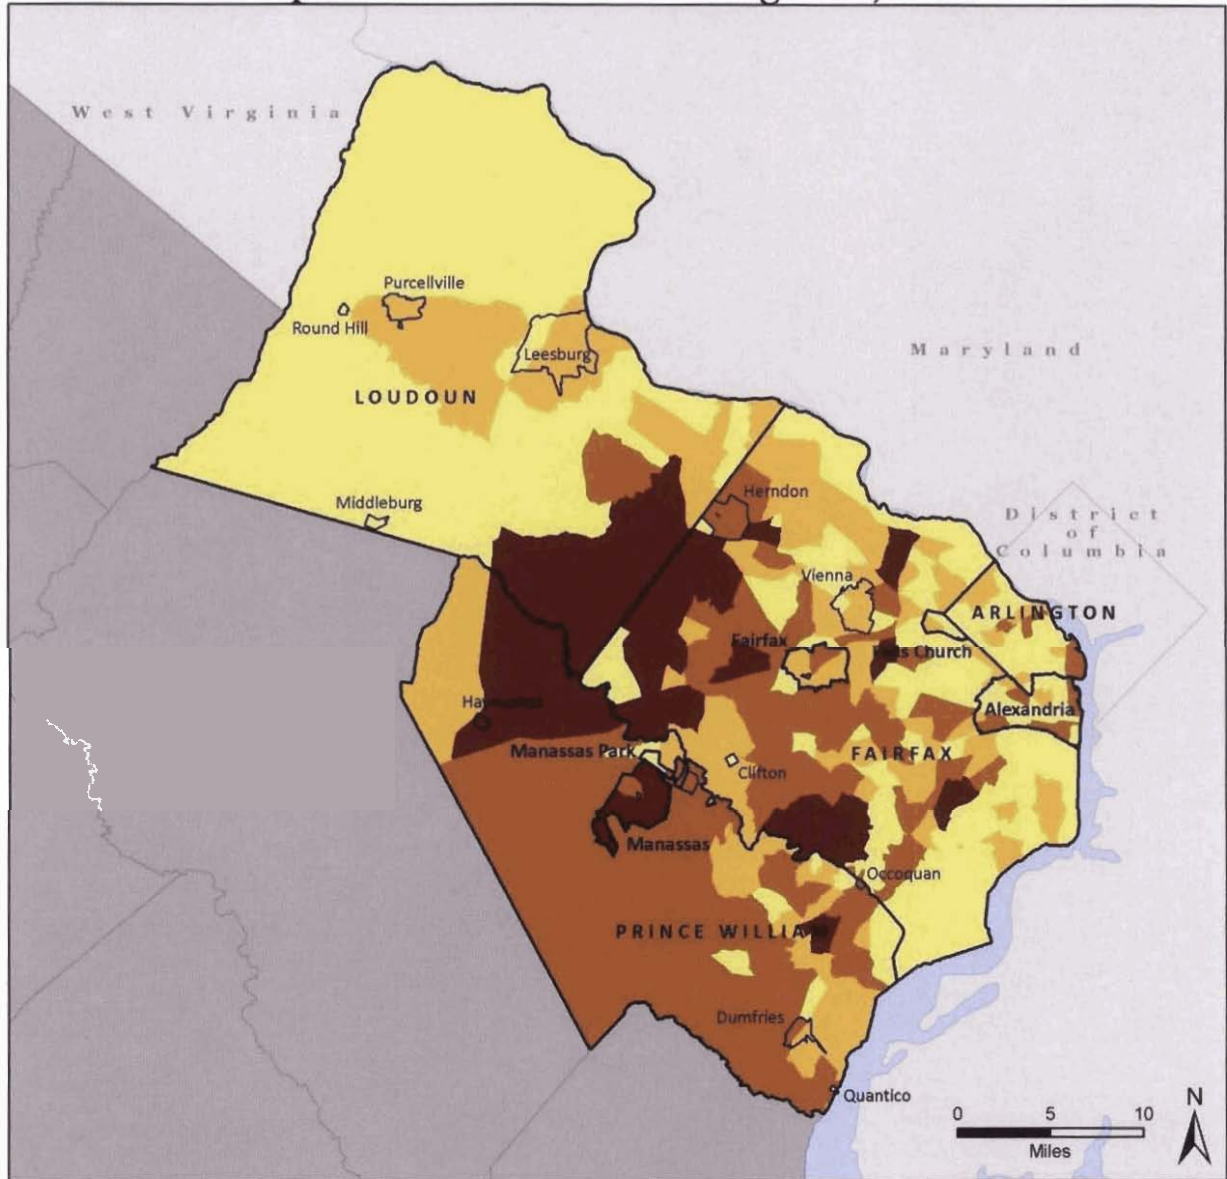 West Virginia
Purcellville
Round Hill
Leesburg
Maryland
LOUDOUN
Herndon
Middleburg
District
of
Columbia
Vienna
ARLINGTON
Fairfax
Church
Alexandria
Manassas Park
FAIRFAX
Clifton
Manassas
Occoquan
PRINCE WILLIAM
Dumfries
Quantico
N
0 5 10
Miles